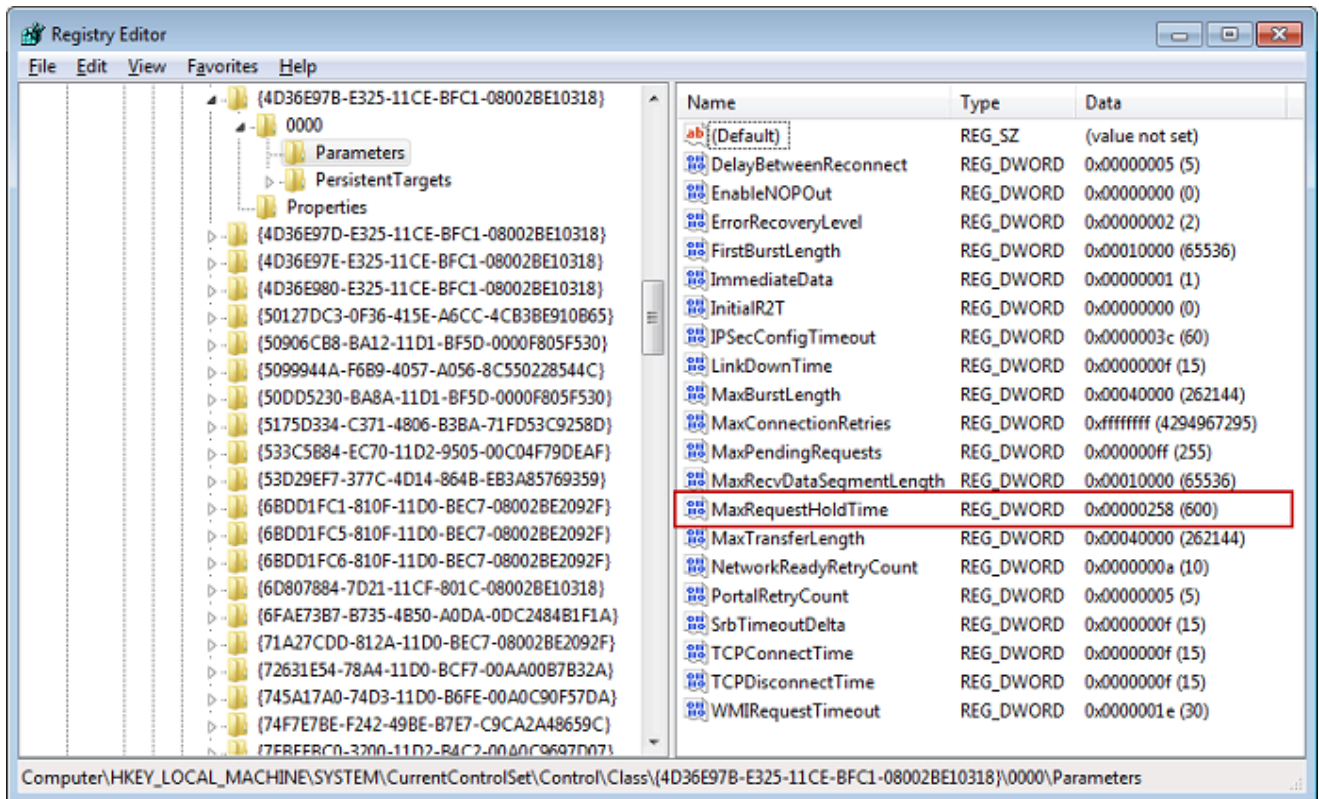 Registry Editor
File Edit View Favorites Help
{4D36E97B-E325-11CE-BFC1-08002BE10318}
0000
Parameters
PersistentTargets
Properties
{4D36E97D-E325-11CE-BFC1-08002BE10318}
{4D36E97E-E325-11CE-BFC1-08002BE10318}
{4D36E980-E325-11CE-BFC1-08002BE10318}
{50127DC3-0F36-415E-A6CC-4CB3BE910B65}
{50906CB8-BA12-11D1-BF5D-0000F805F530}
{5099944A-F6B9-4057-A056-8C550228544C}
{50DD5230-BA8A-11D1-BF5D-0000F805F530}
{5175D334-C371-4806-B3BA-71FD53C9258D}
{533C5B84-EC70-11D2-9505-00C04F79DEAF}
{53D29EF7-377C-4D14-864B-EB3A85769359}
{6BDD1FC1-810F-11D0-BEC7-08002BE2092F}
{6BDD1FC5-810F-11D0-BEC7-08002BE2092F}
{6BDD1FC6-810F-11D0-BEC7-08002BE2092F}
{6D807884-7D21-11CF-801C-08002BE10318}
{6FAE73B7-B735-4B50-A0DA-0DC2484B1F1A}
{71A27CDD-812A-11D0-BEC7-08002BE2092F}
{72631E54-78A4-11D0-BCF7-00AA00B7B32A}
{745A17A0-74D3-11D0-B6FE-00A0C90F57DA}
{74F7E7BE-F242-49BE-B7E7-C9CA2A48659C}
{7EBEFBC0-3200-11D2-B4C2-00A0C9697D07}
Name Type Data
ab (Default) REG_SZ (value not set)
DelayBetweenReconnect REG_DWORD 0x00000005 (5)
EnableNOPOut REG_DWORD 0x00000000 (0)
ErrorRecoveryLevel REG_DWORD 0x00000002 (2)
FirstBurstLength REG_DWORD 0x00010000 (65536)
ImmediateData REG_DWORD 0x00000001 (1)
InitialR2T REG_DWORD 0x00000000 (0)
IPSecConfigTimeout REG_DWORD 0x0000003c (60)
LinkDownTime REG_DWORD 0x0000000f (15)
MaxBurstLength REG_DWORD 0x00040000 (262144)
MaxConnectionRetries REG_DWORD 0xffffffff (4294967295)
MaxPendingRequests REG_DWORD 0x000000ff (255)
MaxRecvDataSegmentLength REG_DWORD 0x00010000 (65536)
MaxRequestHoldTime REG_DWORD 0x00000258 (600)
MaxTransferLength REG_DWORD 0x00040000 (262144)
NetworkReadyRetryCount REG_DWORD 0x0000000a (10)
PortalRetryCount REG_DWORD 0x00000005 (5)
SrbTimeoutDelta REG_DWORD 0x0000000f (15)
TCPConnectTime REG_DWORD 0x0000000f (15)
TCPDisconnectTime REG_DWORD 0x0000000f (15)
WMIRequestTimeout REG_DWORD 0x0000001e (30)
Computer\HKEY_LOCAL_MACHINE\SYSTEM\CurrentControlSet\Control\Class\{4D36E97B-E325-11CE-BFC1-08002BE10318}\0000\Parameters